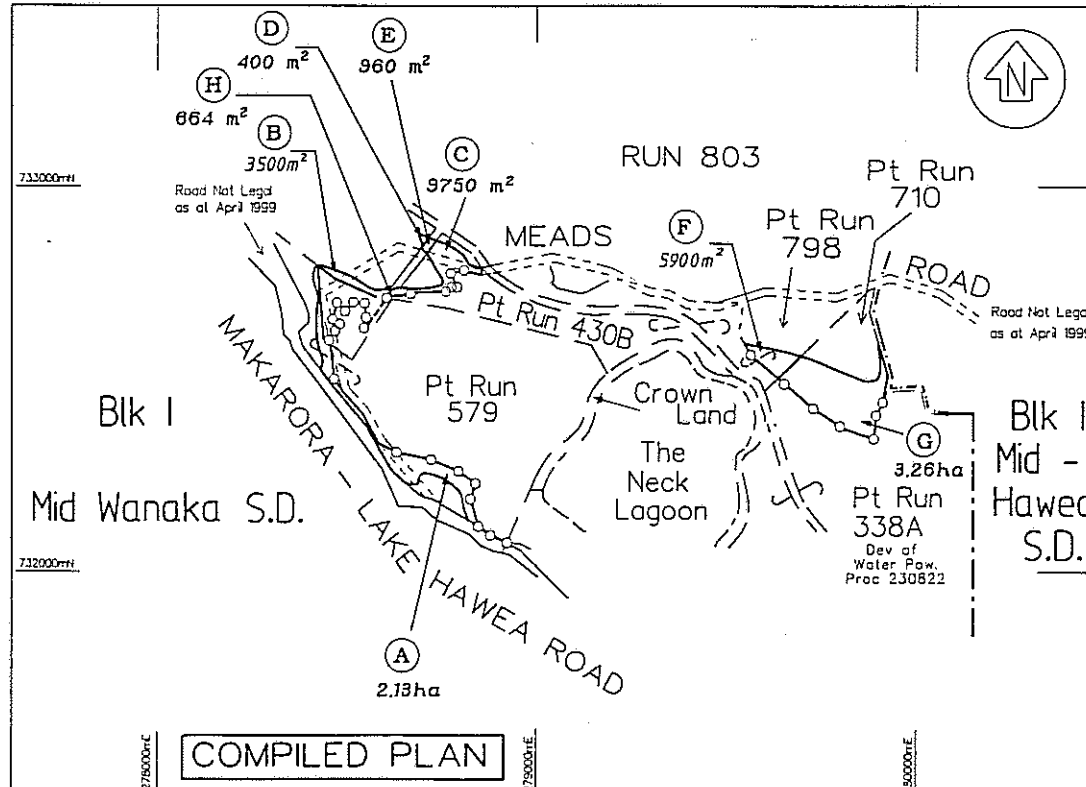 D
400 m²
E
960 m²
H
664 m²
B
3500m²
C
9750 m²
N
RUN 803
733000mN
Road Not Legal
as at April 1999
Pt Run
710
Pt Run
798
F
5900m²
MEADS
ROAD
Road Not Legal
as at April 1999
Pt Run 430B
Pt Run
579
Crown
Land
The
Neck
Lagoon
Blk I
Mid Wanaka S.D.
MAKARORA - LAKE HAWEA ROAD
G
3.26ha
Blk I
Mid -
Hawea
S.D.
Pt Run
338A
Dev of
Water Pow.
Proc 230822
732000mN
A
2.13ha
COMPILED PLAN